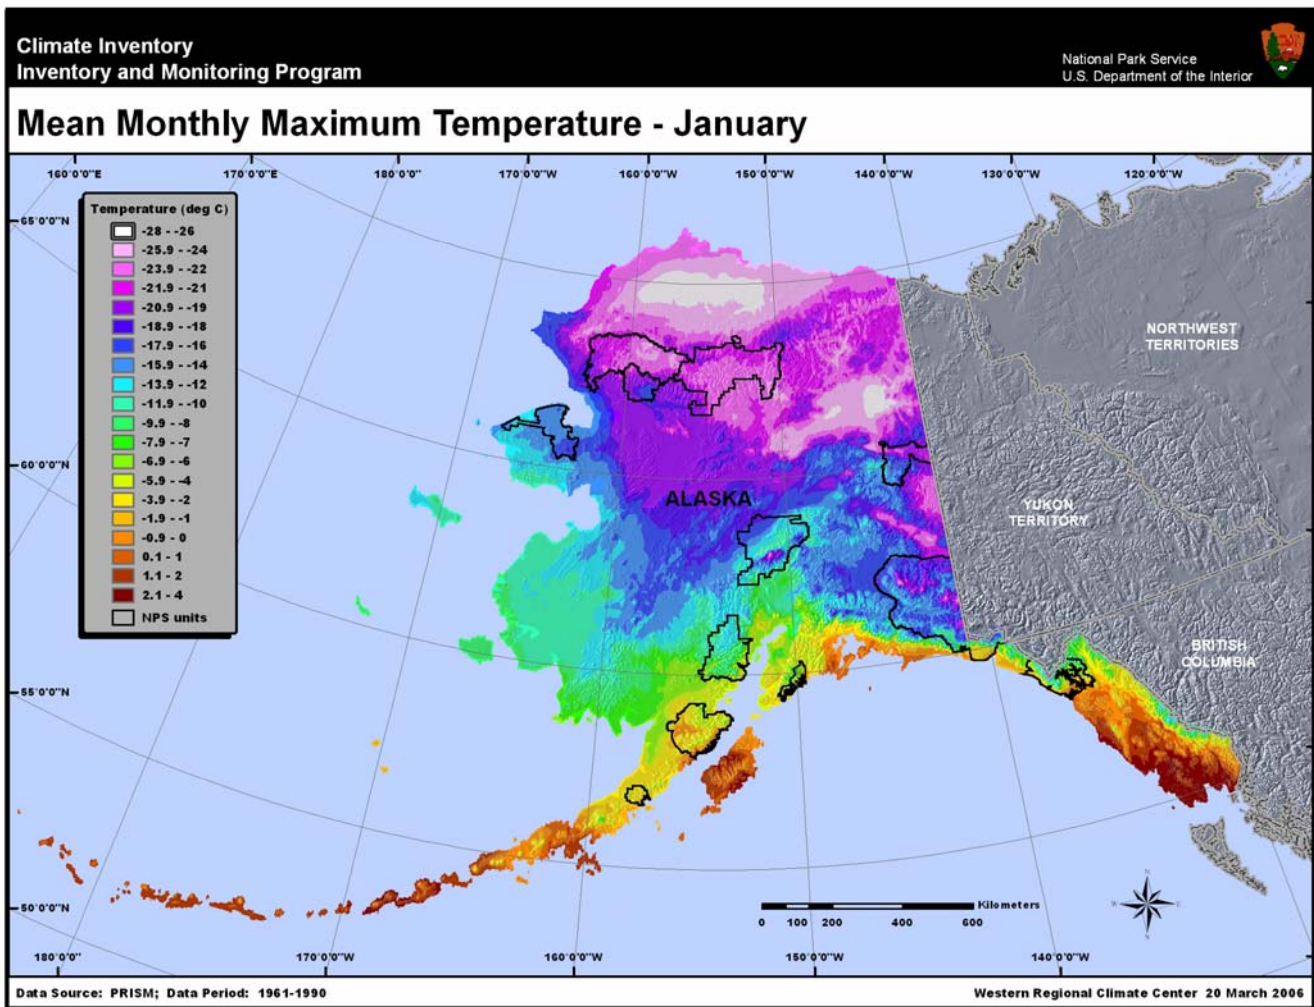 Climate Inventory
Inventory and Monitoring Program
National Park Service
U.S. Department of the Interior
Mean Monthly Maximum Temperature - January
160°0'0"E
170°0'0"E
180°0'0"
170°0'0"W
160°0'0"W
150°0'0"W
140°0'0"W
130°0'0"W
120°0'0"W
65°0'0"N
60°0'0"N
55°0'0"N
50°0'0"N
Temperature (deg C)
-28 - -26
-25.9 - -24
-23.9 - -22
-21.9 - -21
-20.9 - -19
-18.9 - -18
-17.9 - -16
-15.9 - -14
-13.9 - -12
-11.9 - -10
-9.9 - -8
-7.9 - -7
-6.9 - -6
-5.9 - -4
-3.9 - -2
-1.9 - -1
-0.9 - 0
0.1 - 1
1.1 - 2
2.1 - 4
NPS units
NORTHWEST
TERRITORIES
ALASKA
YUKON
TERRITORY
BRITISH
COLUMBIA
Kilometers
0 100 200 400 600
N
W E
S
180°0'0"
170°0'0"W
160°0'0"W
150°0'0"W
140°0'0"W
Data Source: PRISM; Data Period: 1961-1990
Western Regional Climate Center 20 March 2006